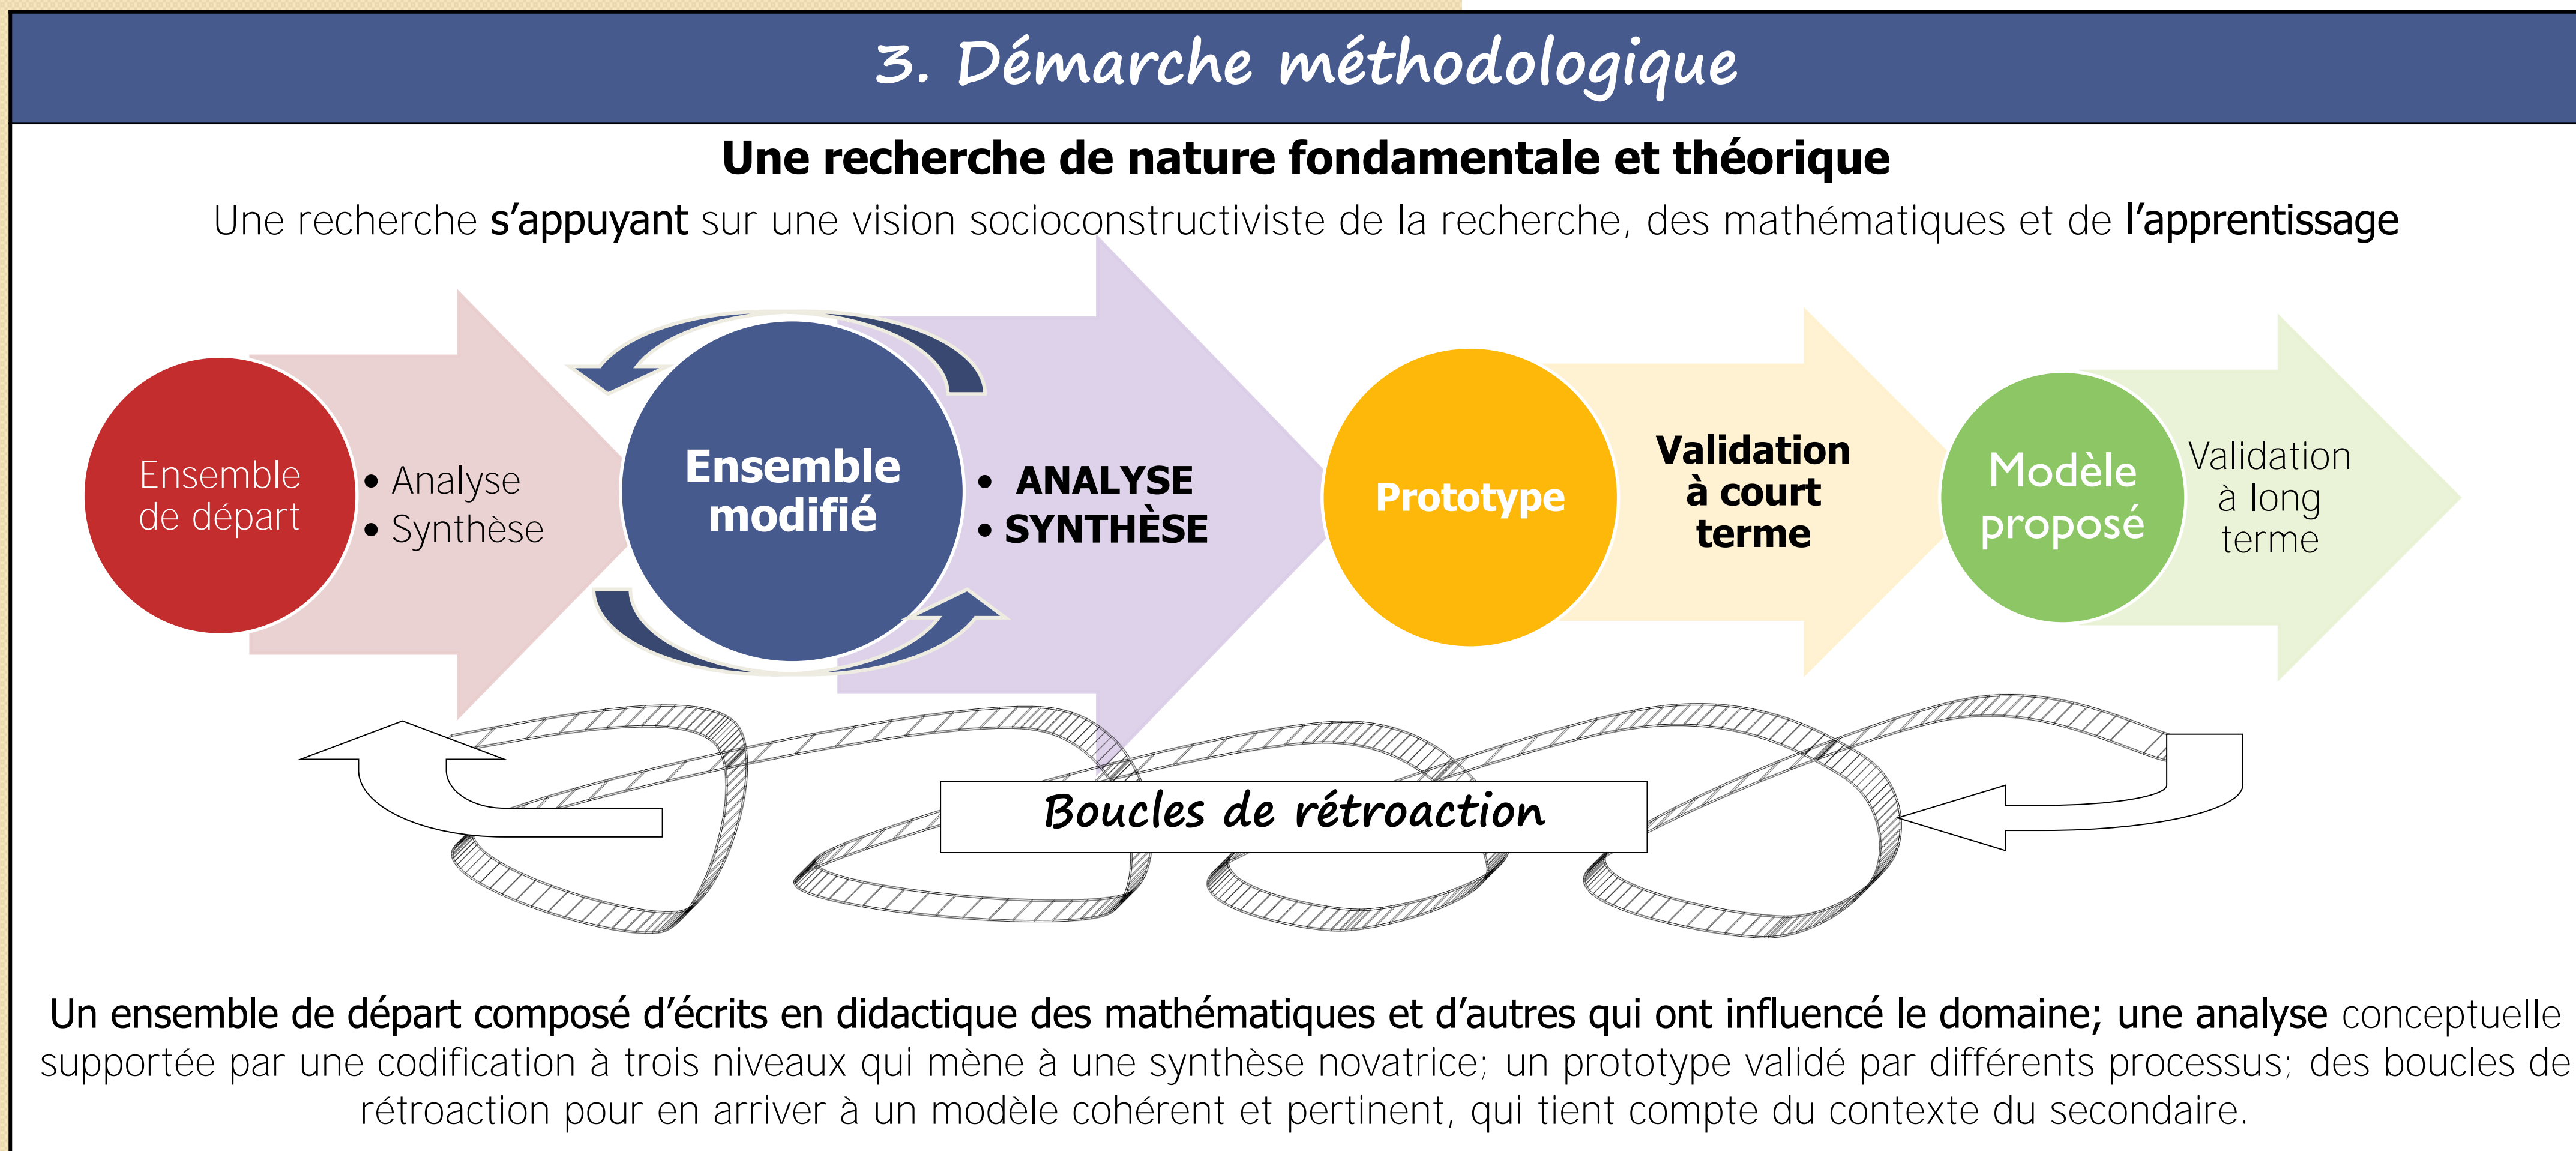 3. Démarche méthodologique
Une recherche de nature fondamentale et théorique
Une recherche s’appuyant sur une vision socioconstructiviste de la recherche, des mathématiques et de l’apprentissage
Ensemble
de départ
• Analyse
• Synthèse
Ensemble
modifié
• ANALYSE
• SYNTHÈSE
Prototype
Validation
à court
terme
Modèle
proposé
Validation
à long
terme
Boucles de rétroaction
Un ensemble de départ composé d’écrits en didactique des mathématiques et d’autres qui ont influencé le domaine; une analyse conceptuelle
supportée par une codification à trois niveaux qui mène à une synthèse novatrice; un prototype validé par différents processus; des boucles de
rétroaction pour en arriver à un modèle cohérent et pertinent, qui tient compte du contexte du secondaire.